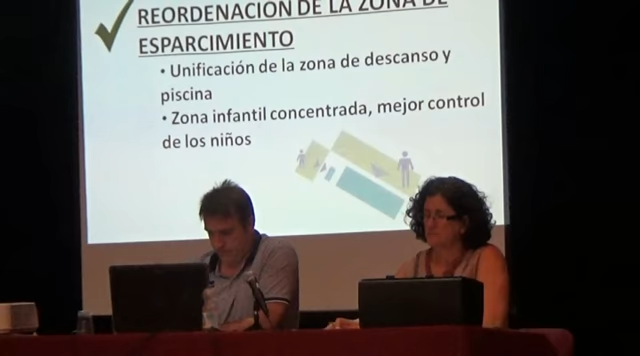 REORDENACIÓN DE LA ZONA DE
ESPARCIMIENTO
• Unificación de la zona de descanso y
piscina
• Zona infantil concentrada, mejor control
de los niños